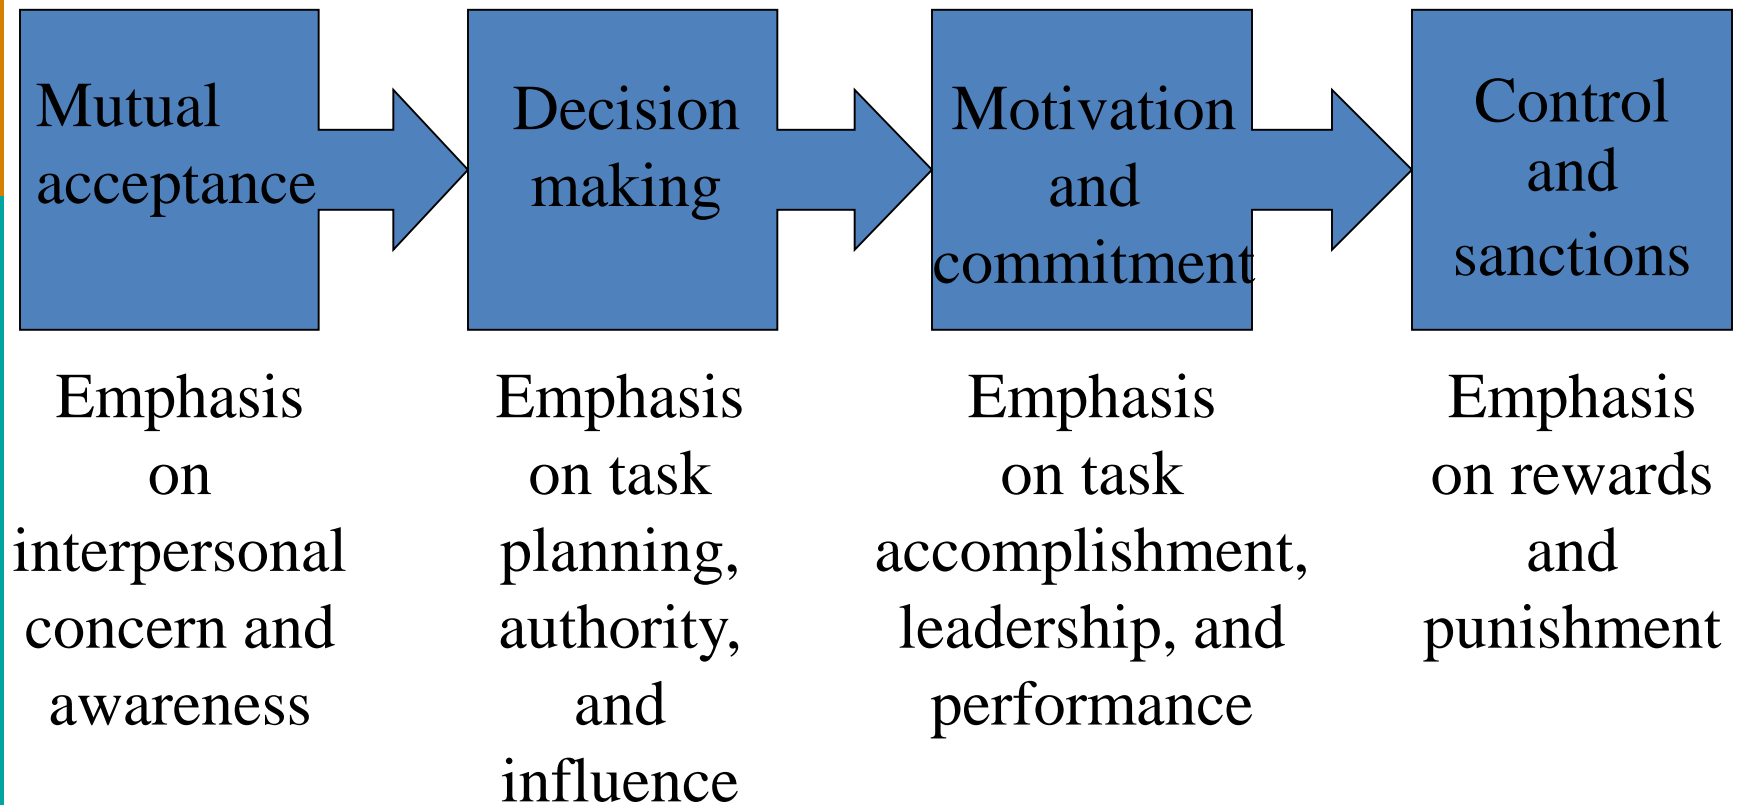 Mutual
acceptance
Decision
making
Motivation
and
commitment
Control
and
sanctions
Emphasis
on
interpersonal
concern and
awareness
Emphasis
on task
planning,
authority,
and
influence
Emphasis
on task
accomplishment,
leadership, and
performance
Emphasis
on rewards
and
punishment